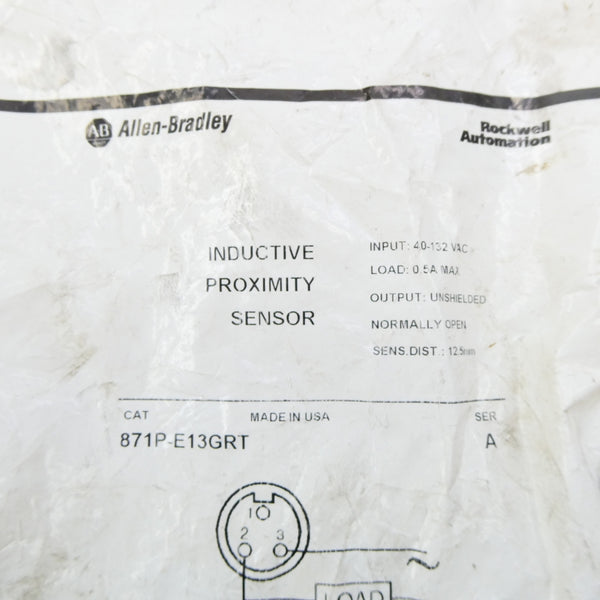 AB Allen-Bradley
Rockwell
Automation
INDUCTIVE
PROXIMITY
SENSOR
INPUT: 40-132 VAC
LOAD: 0.5A MAX
OUTPUT: UNSHIELDED
NORMALLY OPEN
SENS.DIST.: 12.5mm
CAT MADE IN USA SER
871P-E13GRT A
1
2 3
~
LOAD